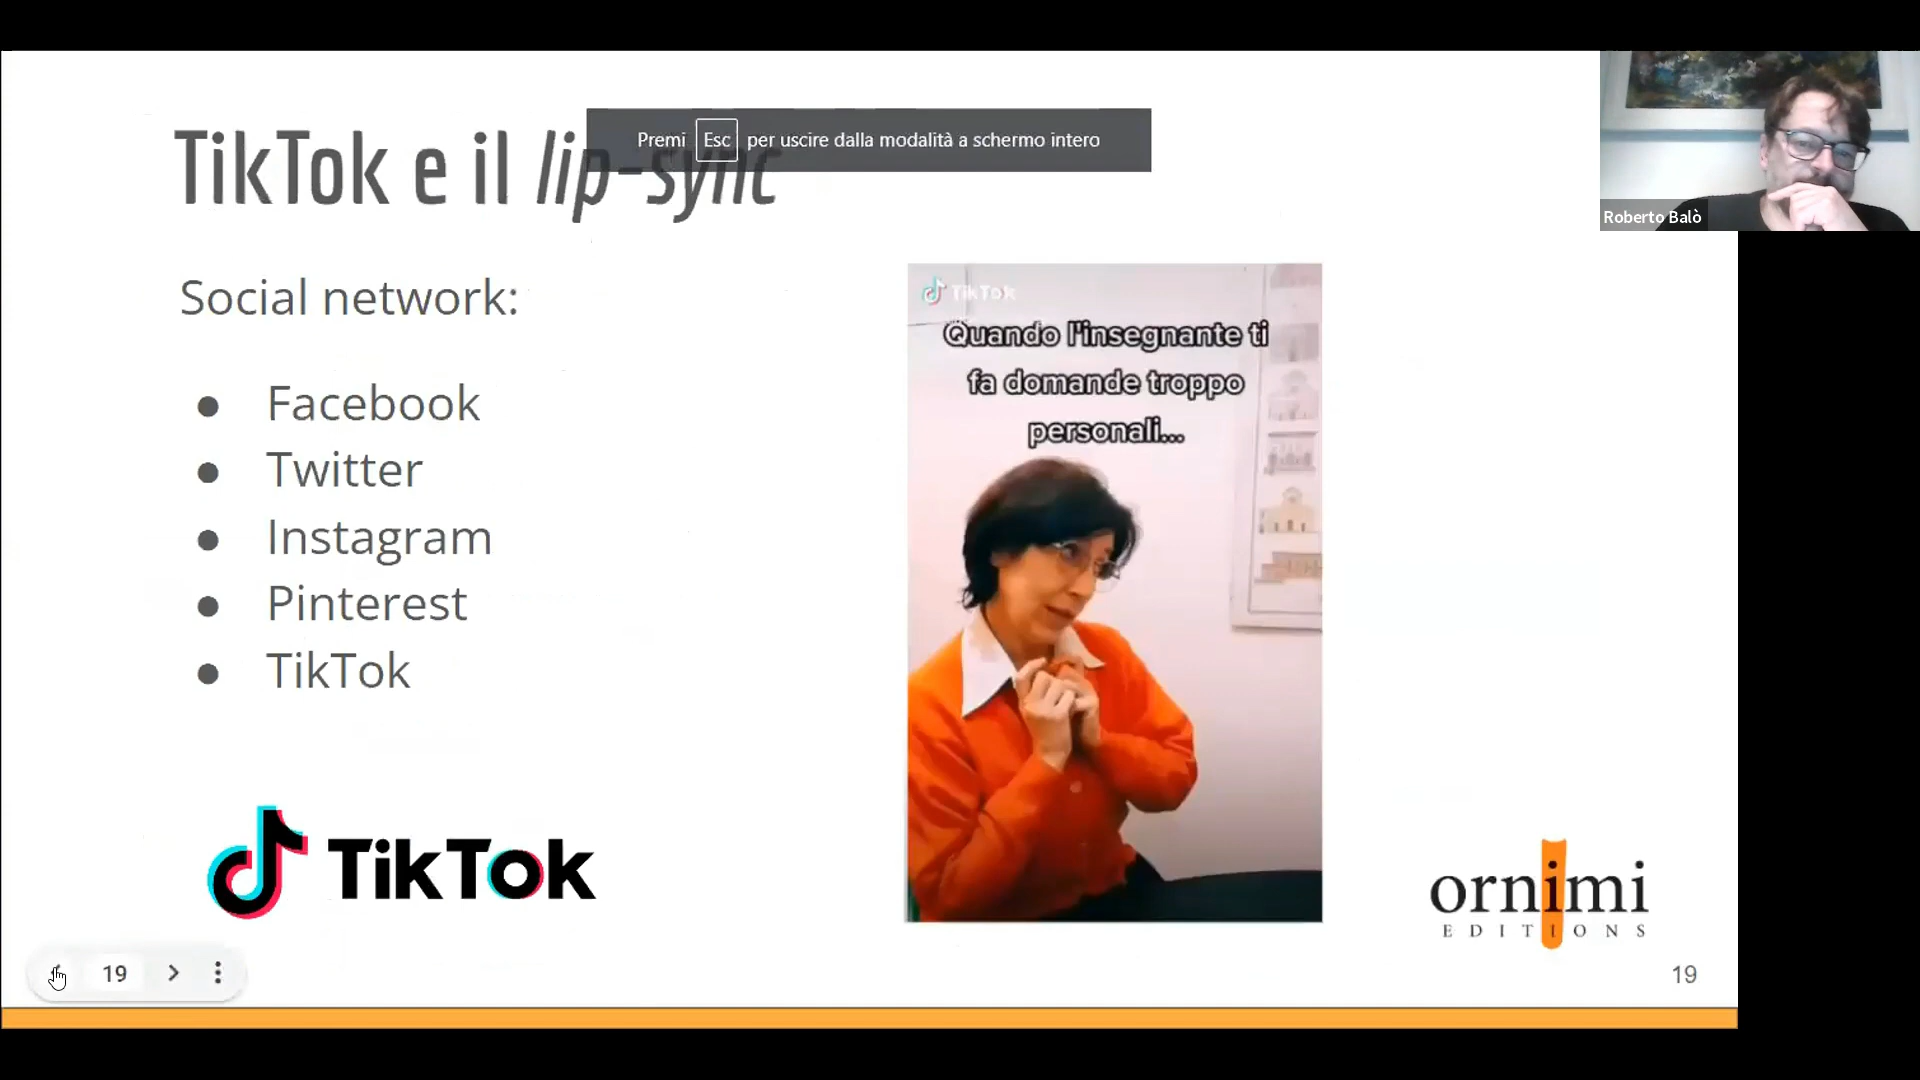 Premi Esc per uscire dalla modalità a schermo intero
TikTok e il lip-sync
Roberto Balò
Social network:
● Facebook
● Twitter
● Instagram
● Pinterest
● TikTok
TikTok
Quando l'insegnante ti
fa domande troppo
personali...
TikTok
ornimi
EDITIONS
19
19